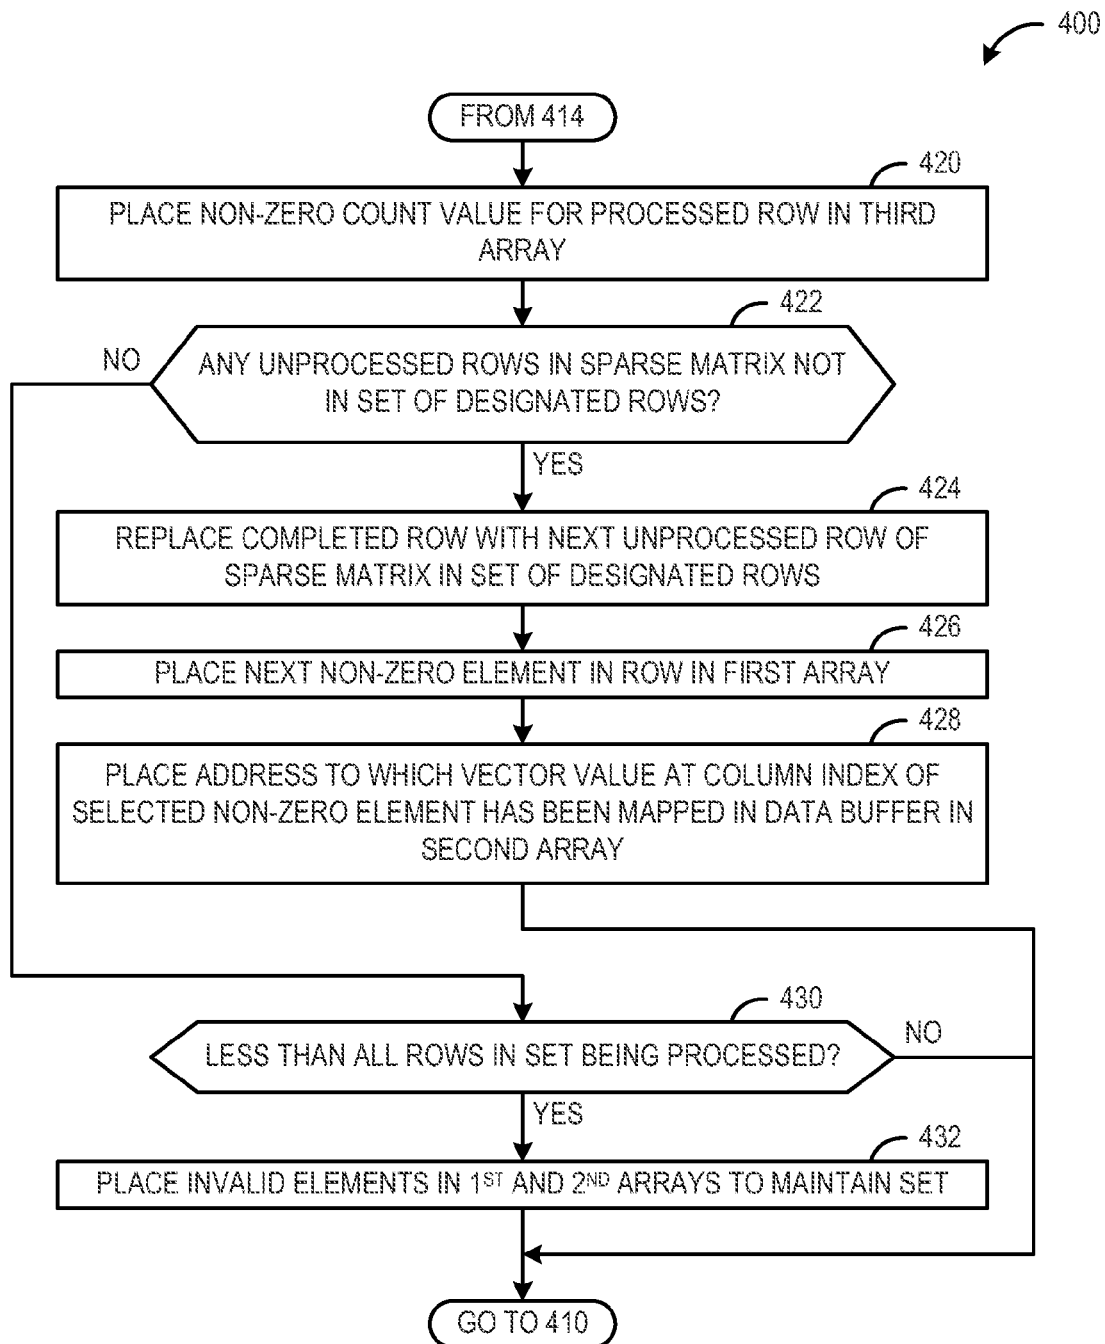 400
FROM 414
420
PLACE NON-ZERO COUNT VALUE FOR PROCESSED ROW IN THIRD
ARRAY
422
NO
ANY UNPROCESSED ROWS IN SPARSE MATRIX NOT
IN SET OF DESIGNATED ROWS?
YES
424
REPLACE COMPLETED ROW WITH NEXT UNPROCESSED ROW OF
SPARSE MATRIX IN SET OF DESIGNATED ROWS
426
PLACE NEXT NON-ZERO ELEMENT IN ROW IN FIRST ARRAY
428
PLACE ADDRESS TO WHICH VECTOR VALUE AT COLUMN INDEX OF
SELECTED NON-ZERO ELEMENT HAS BEEN MAPPED IN DATA BUFFER IN
SECOND ARRAY
430
LESS THAN ALL ROWS IN SET BEING PROCESSED?
NO
YES
432
PLACE INVALID ELEMENTS IN 1ST AND 2ND ARRAYS TO MAINTAIN SET
GO TO 410